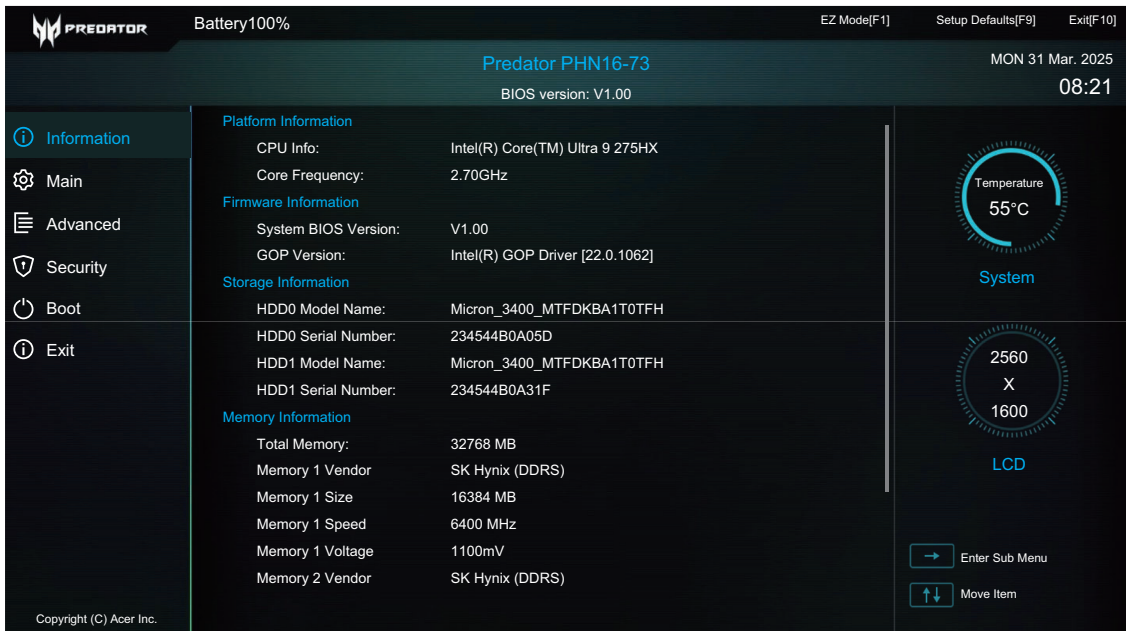 PREDATOR
Battery100%
EZ Mode[F1] Setup Defaults[F9] Exit[F10]
Predator PHN16-73
BIOS version: V1.00
MON 31 Mar. 2025
08:21
Information
Main
Advanced
Security
Boot
Exit
Platform Information
CPU Info: Intel(R) Core(TM) Ultra 9 275HX
Core Frequency: 2.70GHz
Firmware Information
System BIOS Version: V1.00
GOP Version: Intel(R) GOP Driver [22.0.1062]
Storage Information
HDD0 Model Name: Micron_3400_MTFDKBA1T0TFH
HDD0 Serial Number: 234544B0A05D
HDD1 Model Name: Micron_3400_MTFDKBA1T0TFH
HDD1 Serial Number: 234544B0A31F
Memory Information
Total Memory: 32768 MB
Memory 1 Vendor SK Hynix (DDRS)
Memory 1 Size 16384 MB
Memory 1 Speed 6400 MHz
Memory 1 Voltage 1100mV
Memory 2 Vendor SK Hynix (DDRS)
Temperature
55°C
System
2560
X
1600
LCD
Enter Sub Menu
Move Item
Copyright (C) Acer Inc.